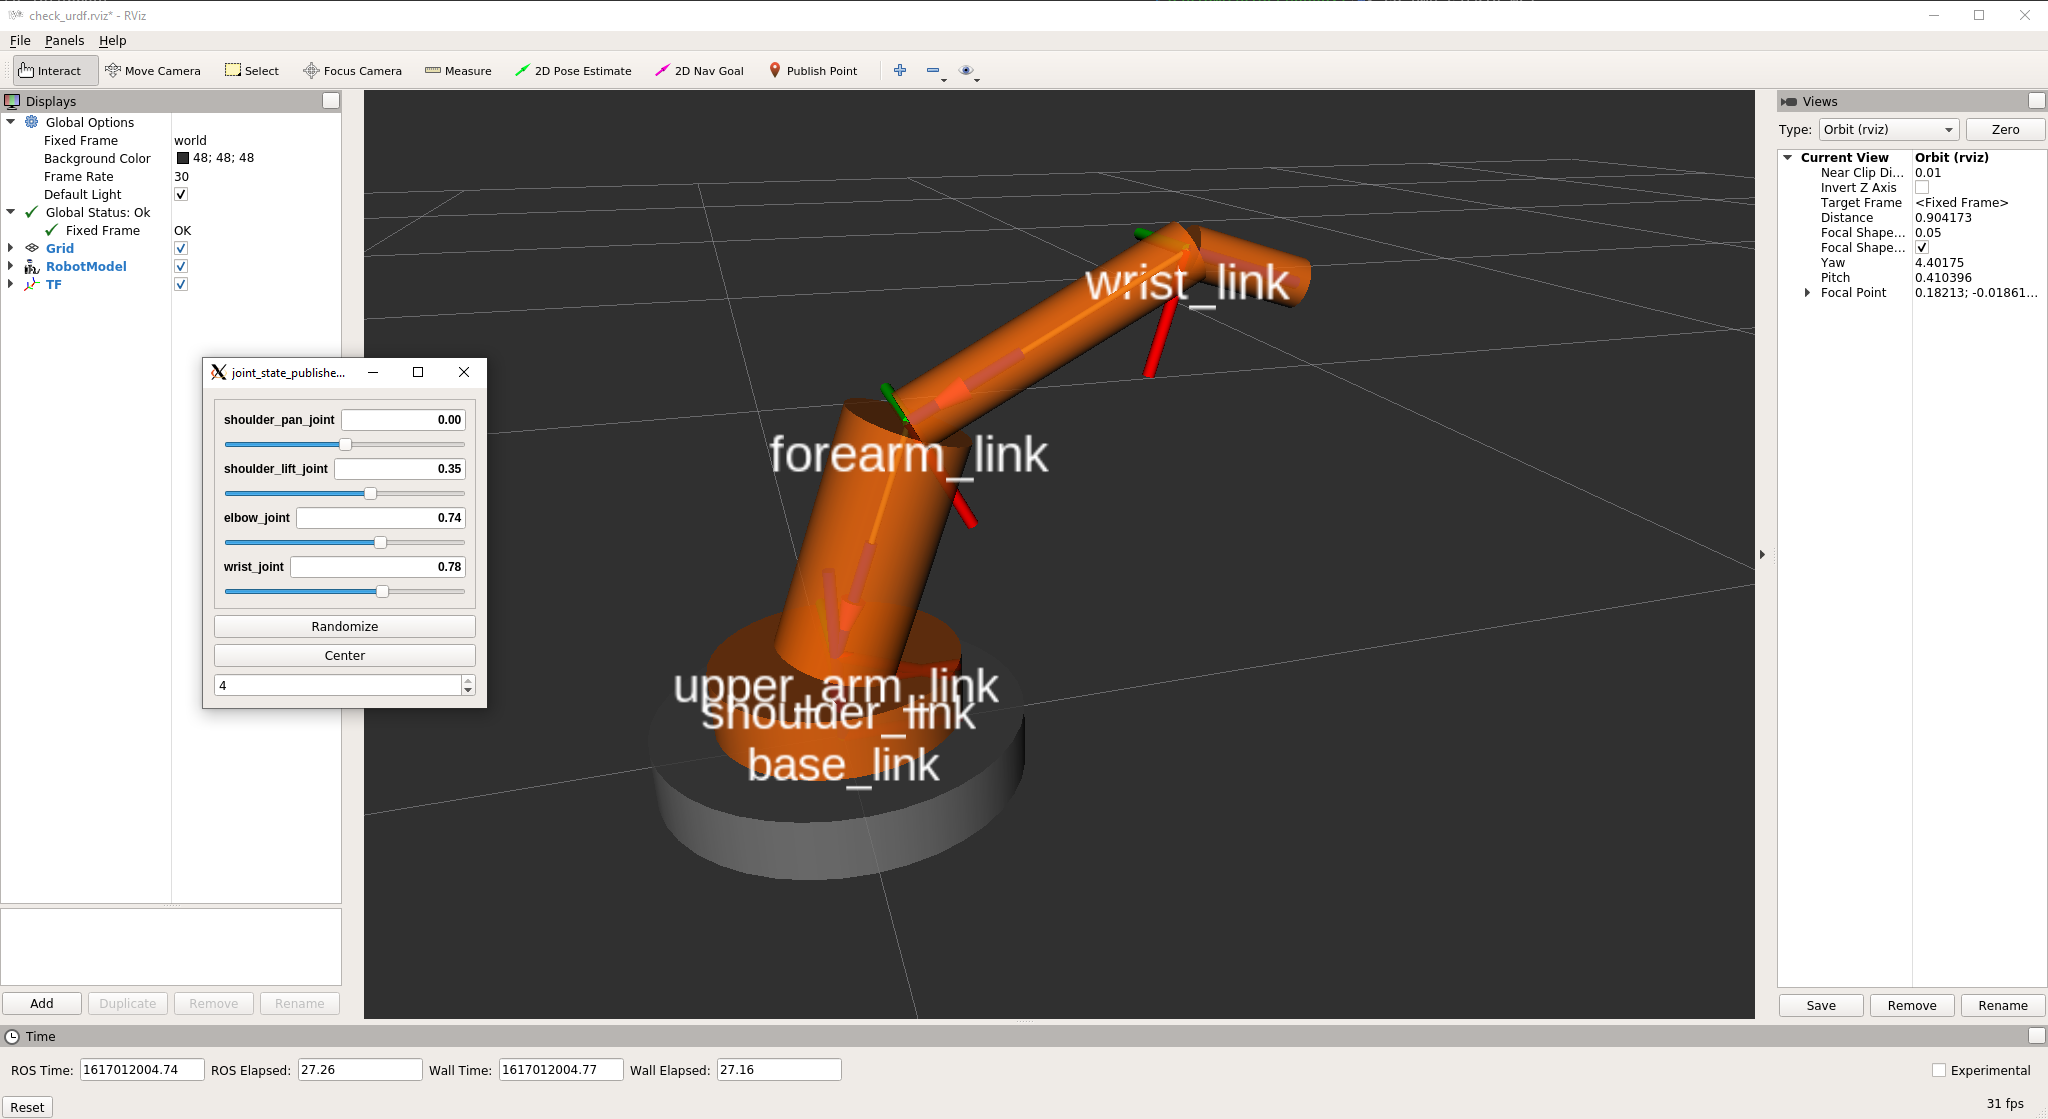 check_urdf.rviz* - RViz
File Panels Help
Interact Move Camera Select Focus Camera Measure 2D Pose Estimate 2D Nav Goal Publish Point
Displays
Global Options
Fixed Frame world
Background Color 48; 48; 48
Frame Rate 30
Default Light
Global Status: Ok
Fixed Frame OK
Grid
RobotModel
TF
joint_state_publishe...
shoulder_pan_joint 0.00
shoulder_lift_joint 0.35
elbow_joint 0.74
wrist_joint 0.78
Randomize
Center
4
Add Duplicate Remove Rename
wrist_link
forearm_link
upper_arm_link
shoulder_link
base_link
Views
Type: Orbit (rviz) Zero
Current View Orbit (rviz)
Near Clip Di... 0.01
Invert Z Axis
Target Frame <Fixed Frame>
Distance 0.904173
Focal Shape... 0.05
Focal Shape...
Yaw 4.40175
Pitch 0.410396
Focal Point 0.18213; -0.01861...
Save Remove Rename
Time
ROS Time: 1617012004.74 ROS Elapsed: 27.26 Wall Time: 1617012004.77 Wall Elapsed: 27.16 Experimental
Reset 31 fps